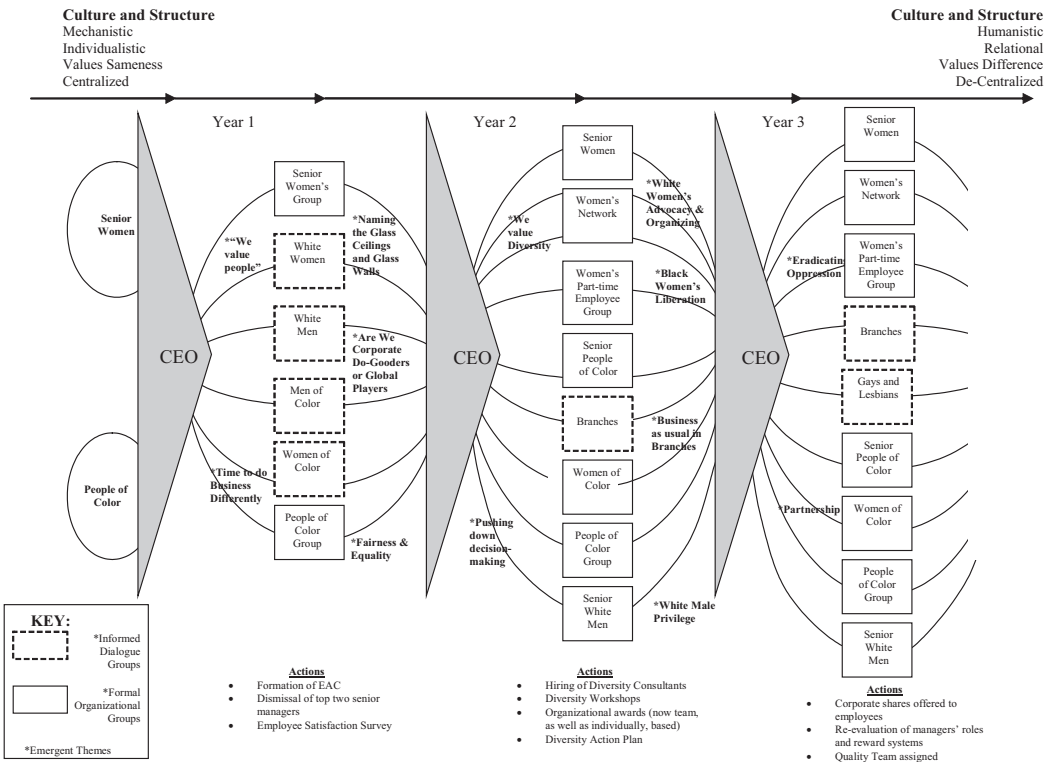 Culture and Structure
Mechanistic
Individualistic
Values Sameness
Centralized
Culture and Structure
Humanistic
Relational
Values Difference
De-Centralized
Year 1
Year 2
Year 3
Senior
Women
People of
Color
CEO
*“We
value
people”
*Time to do
Business
Differently
Senior
Women's
Group
White
Women
White
Men
Men of
Color
Women of
Color
People of
Color
Group
*Naming
the Glass
Ceilings
and Glass
Walls
*Are We
Corporate
Do-Gooders
or Global
Players
*Fairness &
Equality
CEO
*We
value
Diversity
*Pushing
down
decision-
making
Senior
Women
Women's
Network
Women's
Part-time
Employee
Group
Senior
People
of Color
Branches
Women of
Color
People of
Color
Group
Senior
White
Men
*White
Women's
Advocacy &
Organizing
*Black
Women's
Liberation
*Business
as usual in
Branches
*White Male
Privilege
CEO
*Eradicating
Oppression
*Partnership
Senior
Women
Women's
Network
Women's
Part-time
Employee
Group
Branches
Gays and
Lesbians
Senior
People of
Color
Women of
Color
People
of Color
Group
Senior
White
Men
KEY:
*Informed
Dialogue
Groups
*Formal
Organizational
Groups
*Emergent Themes
Actions
• Formation of EAC
• Dismissal of top two senior
managers
• Employee Satisfaction Survey
Actions
• Hiring of Diversity Consultants
• Diversity Workshops
• Organizational awards (now team,
as well as individually, based)
• Diversity Action Plan
Actions
• Corporate shares offered to
employees
• Re-evaluation of managers' roles
and reward systems
• Quality Team assigned